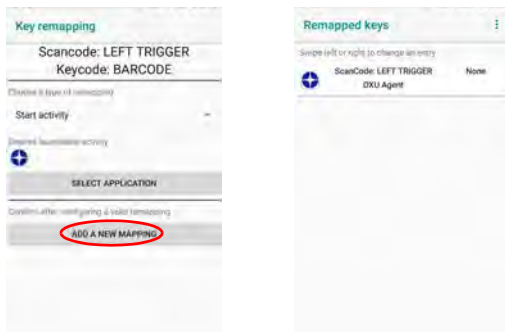 Key remapping
Scancode: LEFT TRIGGER
Keycode: BARCODE
Choose a type of remapping
Start activity
Desired launchable activity
SELECT APPLICATION
Confirm after configuring a valid remapping
ADD A NEW MAPPING
Remapped keys
Swipe left or right to change an entry
ScanCode: LEFT TRIGGER
None
DXU Agent